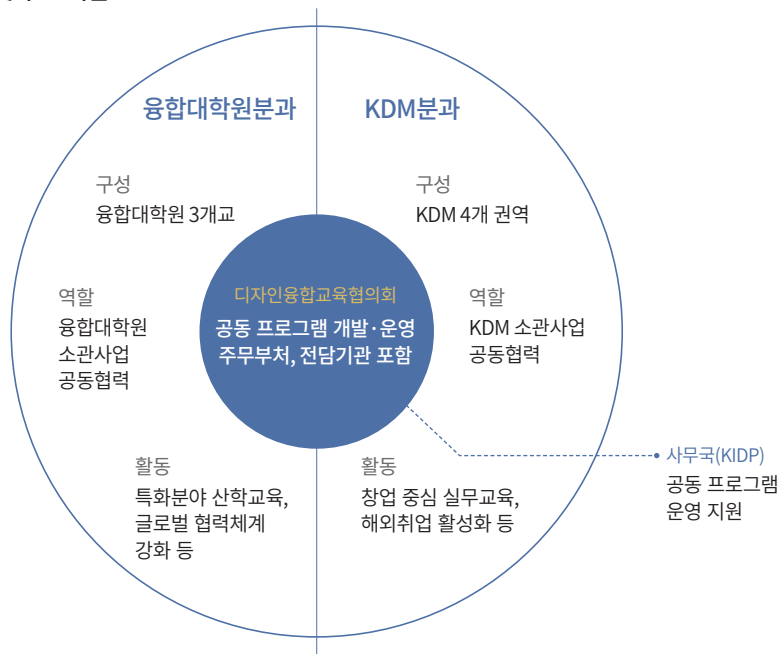 융합대학원분과
구성
융합대학원 3개교
역할
융합대학원
소관사업
공동협력
활동
특화분야 산학교육,
글로벌 협력체계
강화 등
디자인융합교육협의회
공동 프로그램 개발·운영
주무부처, 전담기관 포함
KDM분과
구성
KDM 4개 권역
역할
KDM 소관사업
공동협력
활동
창업 중심 실무교육,
해외취업 활성화 등
사무국(KIDP)
공동 프로그램
운영 지원